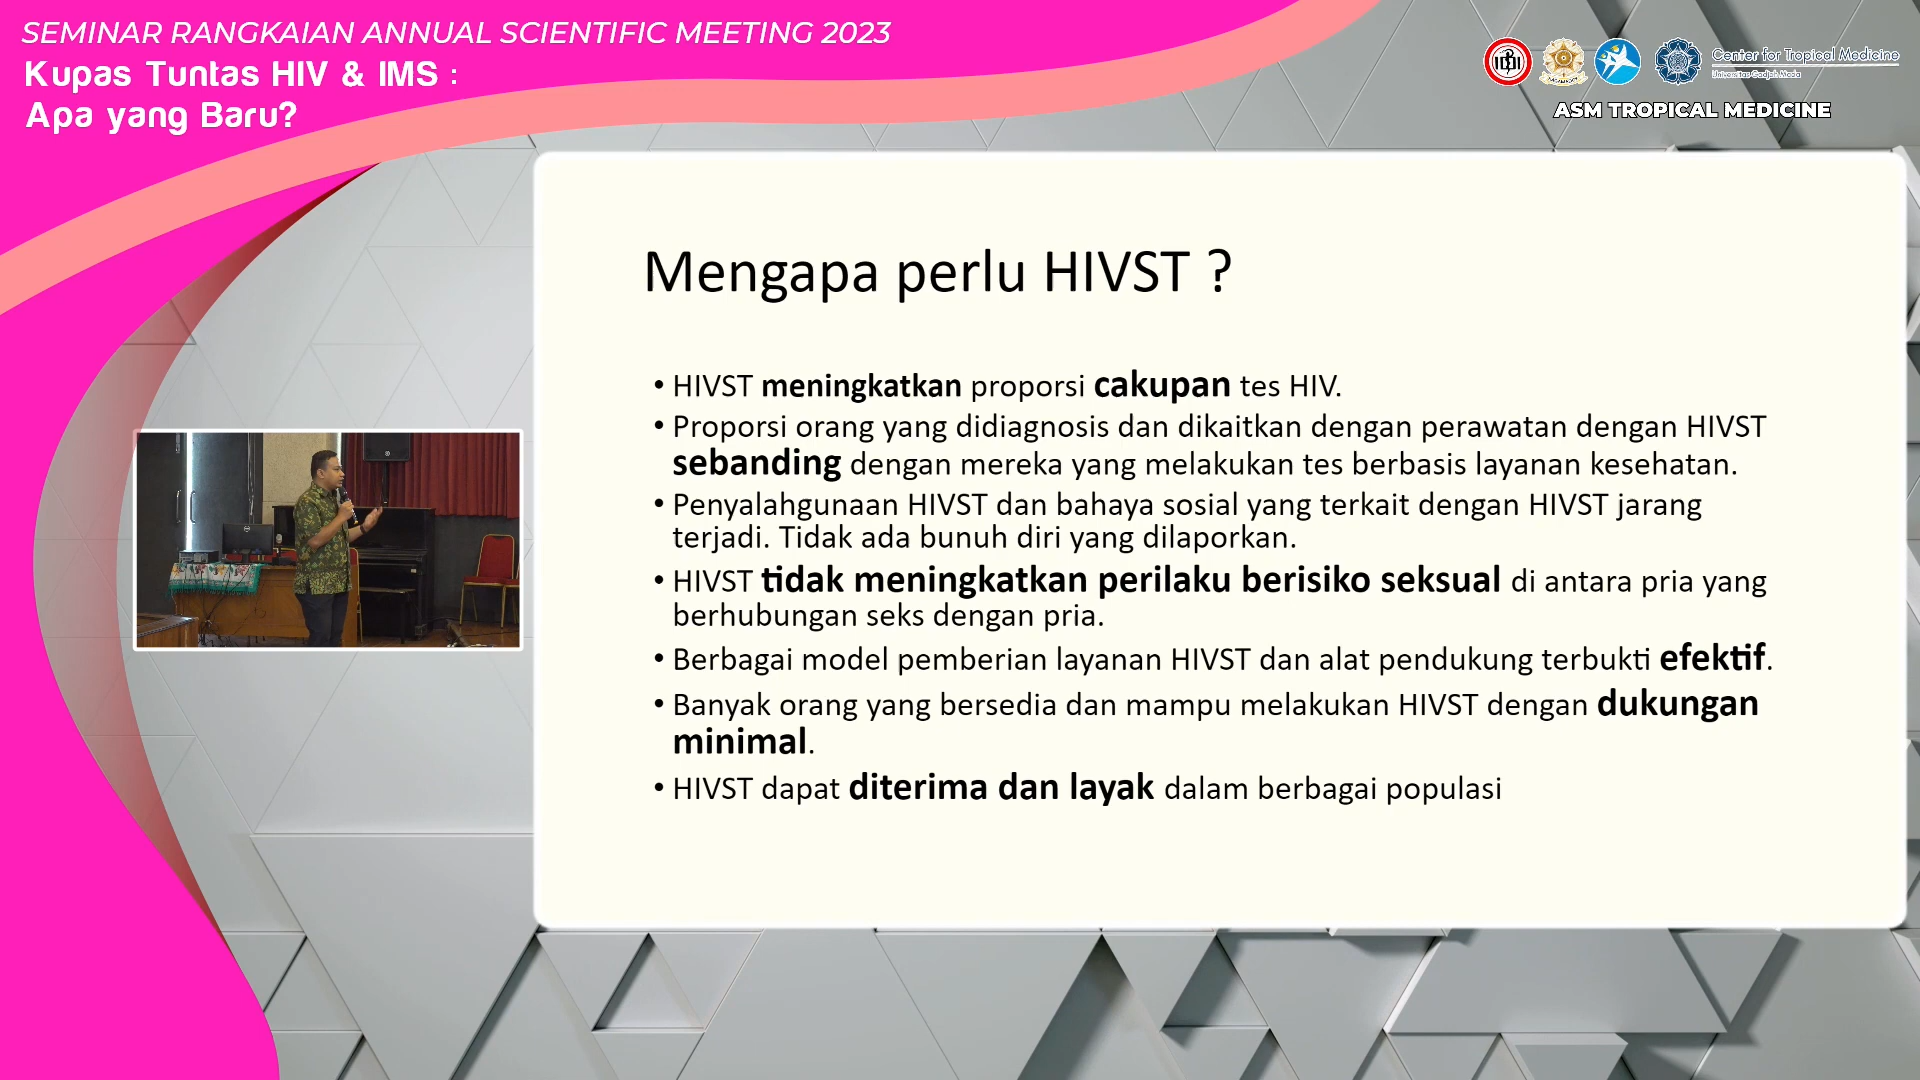 SEMINAR RANGKAIAN ANNUAL SCIENTIFIC MEETING 2023
Kupas Tuntas HIV & IMS :
Apa yang Baru?
Center for Tropical Medicine
Universitas Gadjah Mada
ASM TROPICAL MEDICINE
Mengapa perlu HIVST ?
• HIVST meningkatkan proporsi cakupan tes HIV.
• Proporsi orang yang didiagnosis dan dikaitkan dengan perawatan dengan HIVST
sebanding dengan mereka yang melakukan tes berbasis layanan kesehatan.
• Penyalahgunaan HIVST dan bahaya sosial yang terkait dengan HIVST jarang
terjadi. Tidak ada bunuh diri yang dilaporkan.
• HIVST tidak meningkatkan perilaku berisiko seksual di antara pria yang
berhubungan seks dengan pria.
• Berbagai model pemberian layanan HIVST dan alat pendukung terbukti efektif.
• Banyak orang yang bersedia dan mampu melakukan HIVST dengan dukungan
minimal.
• HIVST dapat diterima dan layak dalam berbagai populasi